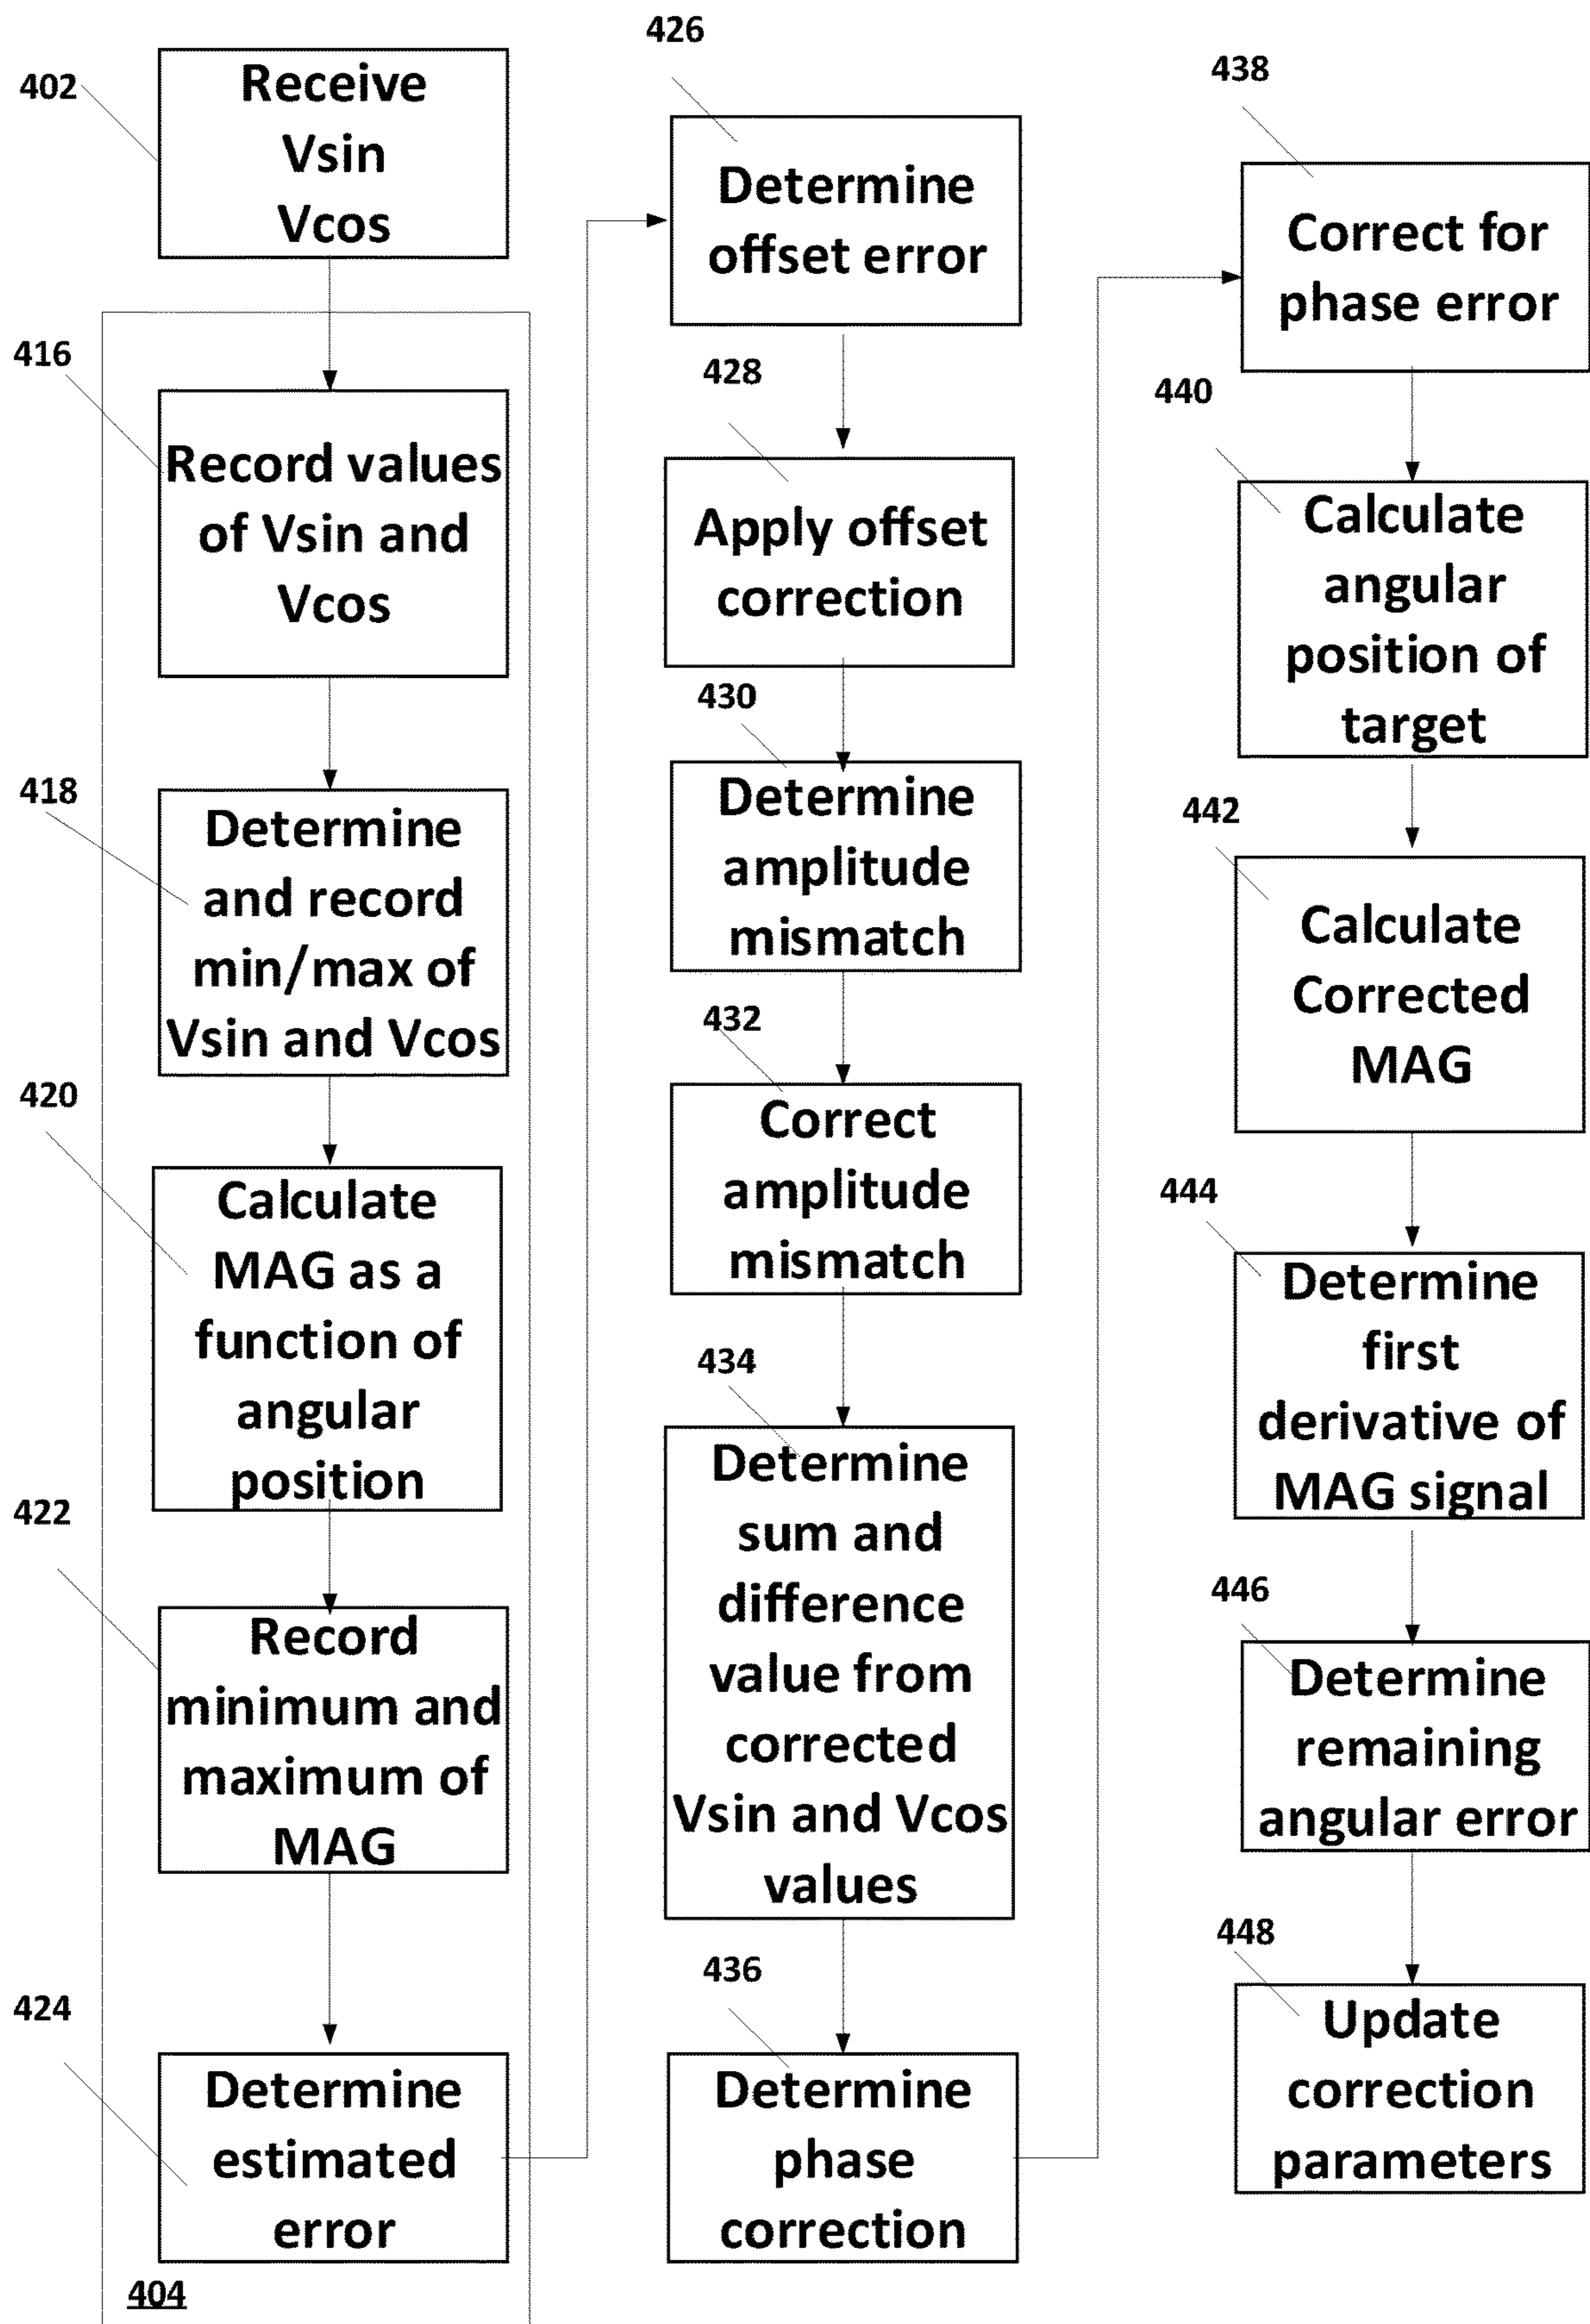 402
Receive
Vsin
Vcos
416
Record values
of Vsin and
Vcos
418
Determine
and record
min/max of
Vsin and Vcos
420
Calculate
MAG as a
function of
angular
position
422
Record
minimum and
maximum of
MAG
424
Determine
estimated
error
404
426
Determine
offset error
428
Apply offset
correction
430
Determine
amplitude
mismatch
432
Correct
amplitude
mismatch
434
Determine
sum and
difference
value from
corrected
Vsin and Vcos
values
436
Determine
phase
correction
438
Correct for
phase error
440
Calculate
angular
position of
target
442
Calculate
Corrected
MAG
444
Determine
first
derivative of
MAG signal
446
Determine
remaining
angular error
448
Update
correction
parameters